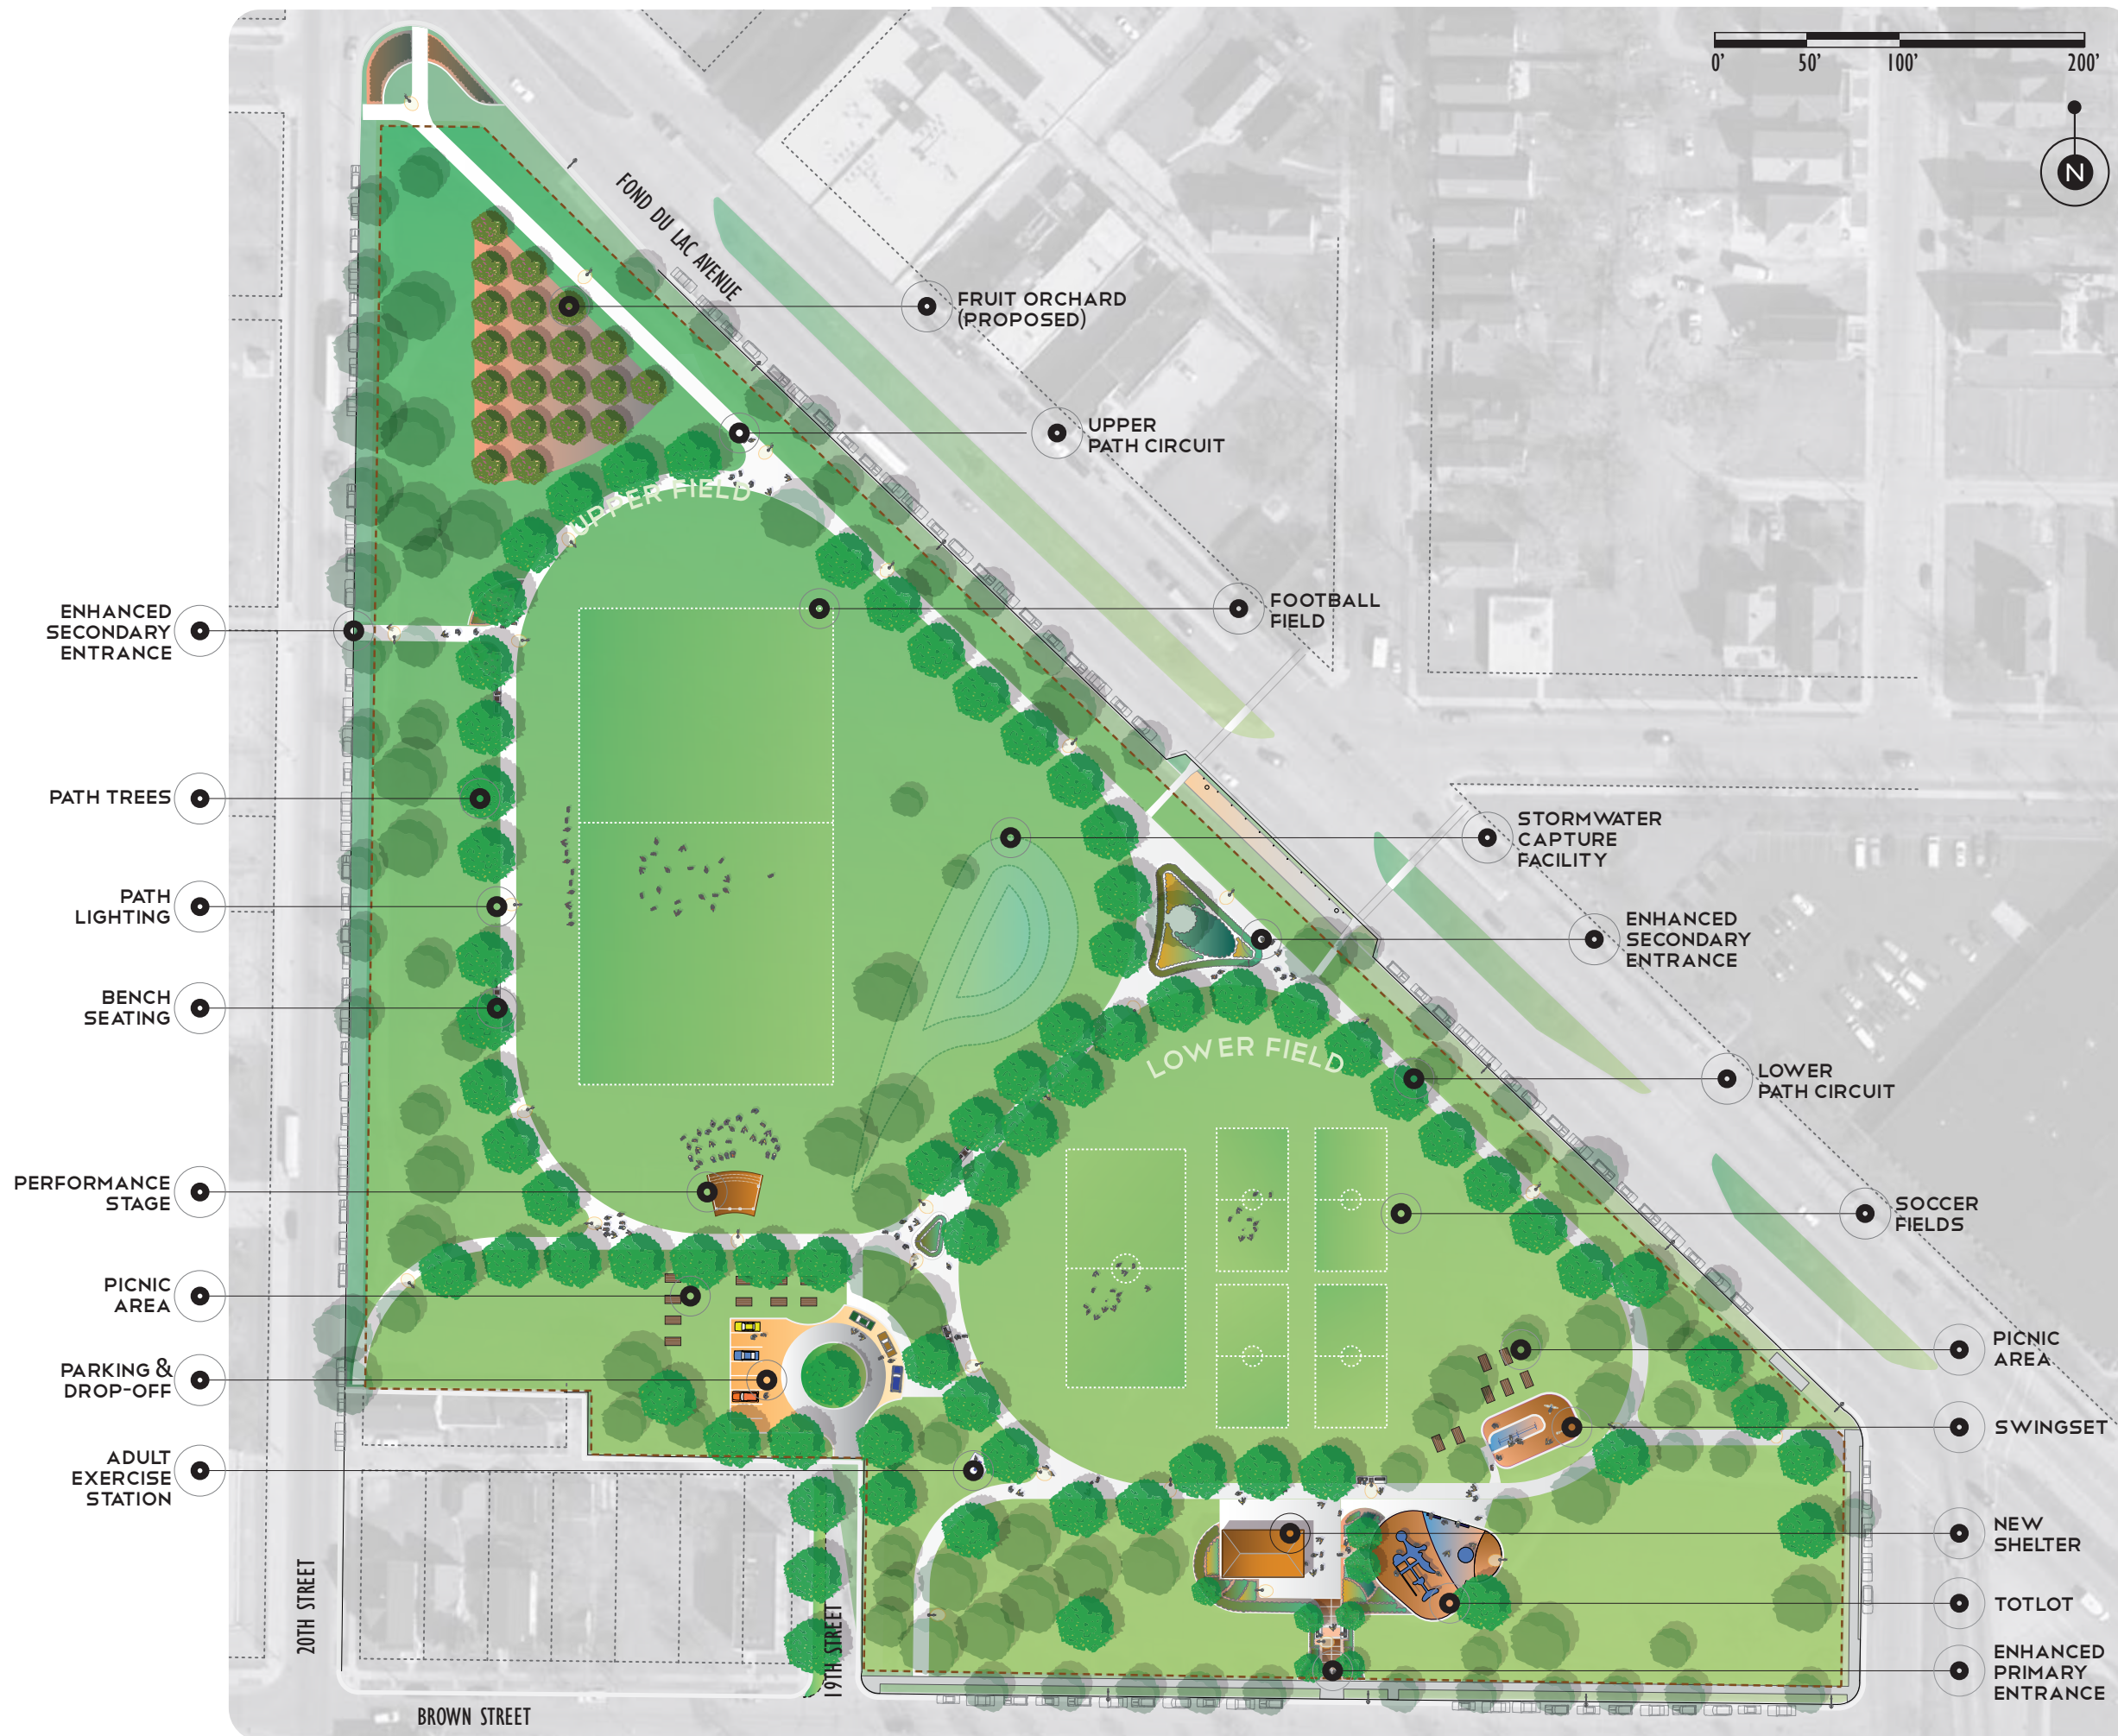 0'
50'
100'
200'
N
FOND DU LAC AVENUE
FRUIT ORCHARD
(PROPOSED)
UPPER
PATH CIRCUIT
UPPER FIELD
FOOTBALL
FIELD
ENHANCED
SECONDARY
ENTRANCE
PATH TREES
STORMWATER
CAPTURE
FACILITY
PATH
LIGHTING
ENHANCED
SECONDARY
ENTRANCE
BENCH
SEATING
LOWER FIELD
LOWER
PATH CIRCUIT
PERFORMANCE
STAGE
SOCCER
FIELDS
PICNIC
AREA
PICNIC
AREA
PARKING &
DROP-OFF
SWINGSET
ADULT
EXERCISE
STATION
NEW
SHELTER
TOTLOT
20TH STREET
19TH STREET
ENHANCED
PRIMARY
ENTRANCE
BROWN STREET